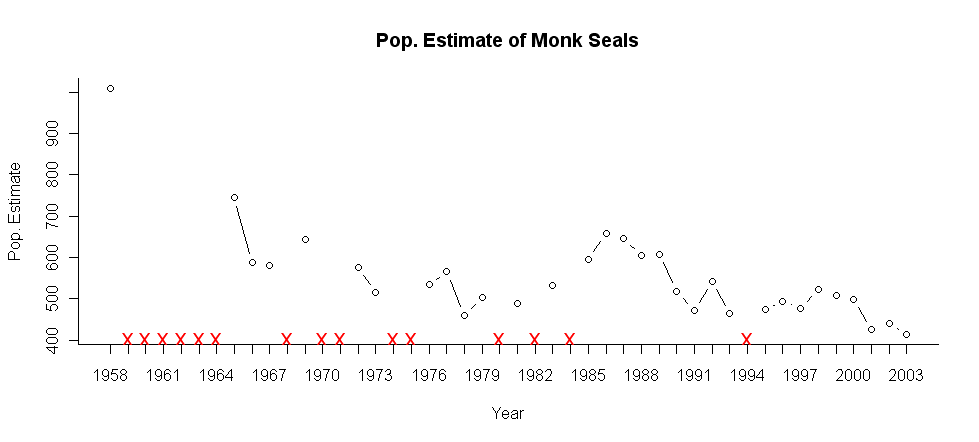 Pop. Estimate of Monk Seals
Pop. Estimate
900
800
700
600
500
400
X X X X X X X X X X X X X X X
1958 1961 1964 1967 1970 1973 1976 1979 1982 1985 1988 1991 1994 1997 2000 2003
Year